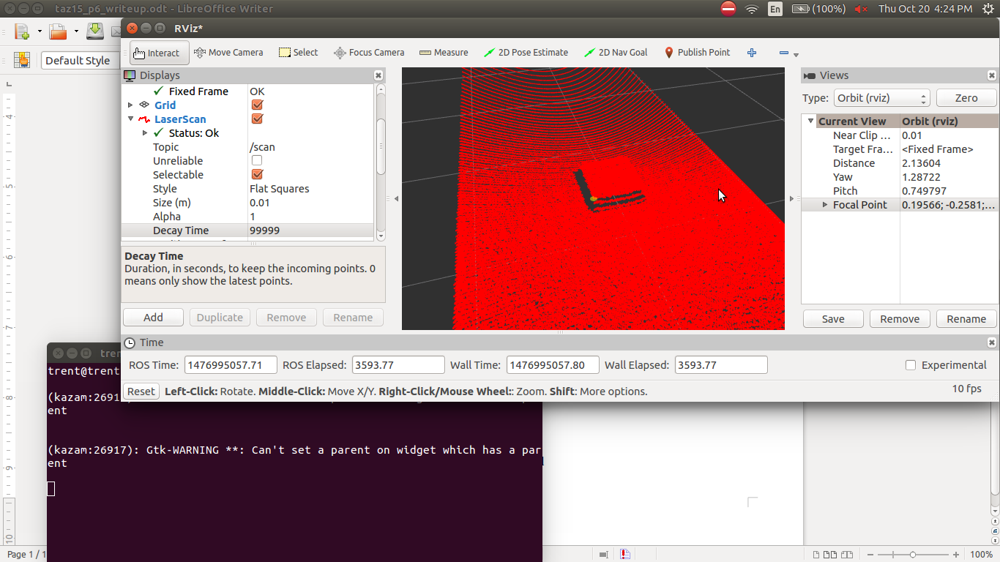 taz15_p6_writeup.odt - LibreOffice Writer
En (100%) Thu Oct 20 4:24 PM
RViz*
Interact Move Camera Select Focus Camera Measure 2D Pose Estimate 2D Nav Goal Publish Point
Default Style
Displays
Fixed Frame OK
Grid
LaserScan
Status: Ok
Topic /scan
Unreliable
Selectable
Style Flat Squares
Size (m) 0.01
Alpha 1
Decay Time 99999
Decay Time
Duration, in seconds, to keep the incoming points. 0
means only show the latest points.
Add Duplicate Remove Rename
Views
Type: Orbit (rviz) Zero
Current View Orbit (rviz)
Near Clip ... 0.01
Target Fra... <Fixed Frame>
Distance 2.13604
Yaw 1.28722
Pitch 0.749797
Focal Point 0.19566; -0.2581;...
Save Remove Rename
Time
ROS Time: 1476995057.71 ROS Elapsed: 3593.77 Wall Time: 1476995057.80 Wall Elapsed: 3593.77 Experimental
Reset Left-Click: Rotate. Middle-Click: Move X/Y. Right-Click/Mouse Wheel:: Zoom. Shift: More options. 10 fps
4
5
6
7
8
9
10
tren
trent@trent
(kazam:2691
ent
(kazam:26917): Gtk-WARNING **: Can't set a parent on widget which has a par
ent
Page 1 / 1
100%